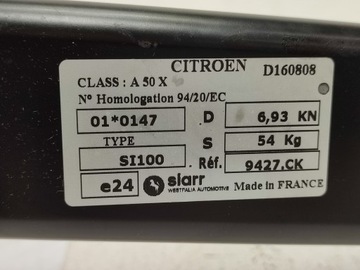 CITROEN D160808
CLASS : A 50 X
Nº Homologation 94/20/EC
01*0147 D 6,93 KN
TYPE S 54 Kg
SI100 Réf. 9427.CK
e24 siarr Made in FRANCE
WESTFALIA AUTOMOTIVE